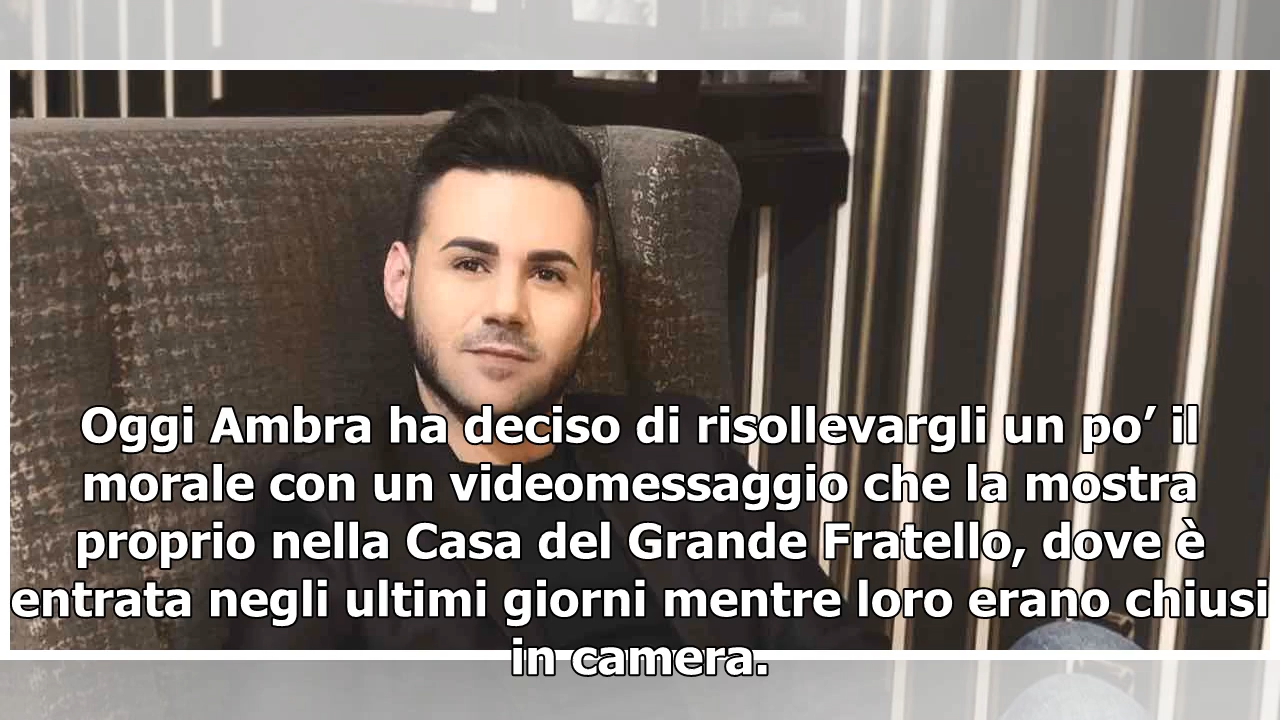 Oggi Ambra ha deciso di risollevargli un po’ il
morale con un videomessaggio che la mostra
proprio nella Casa del Grande Fratello, dove è
entrata negli ultimi giorni mentre loro erano chiusi
in camera.